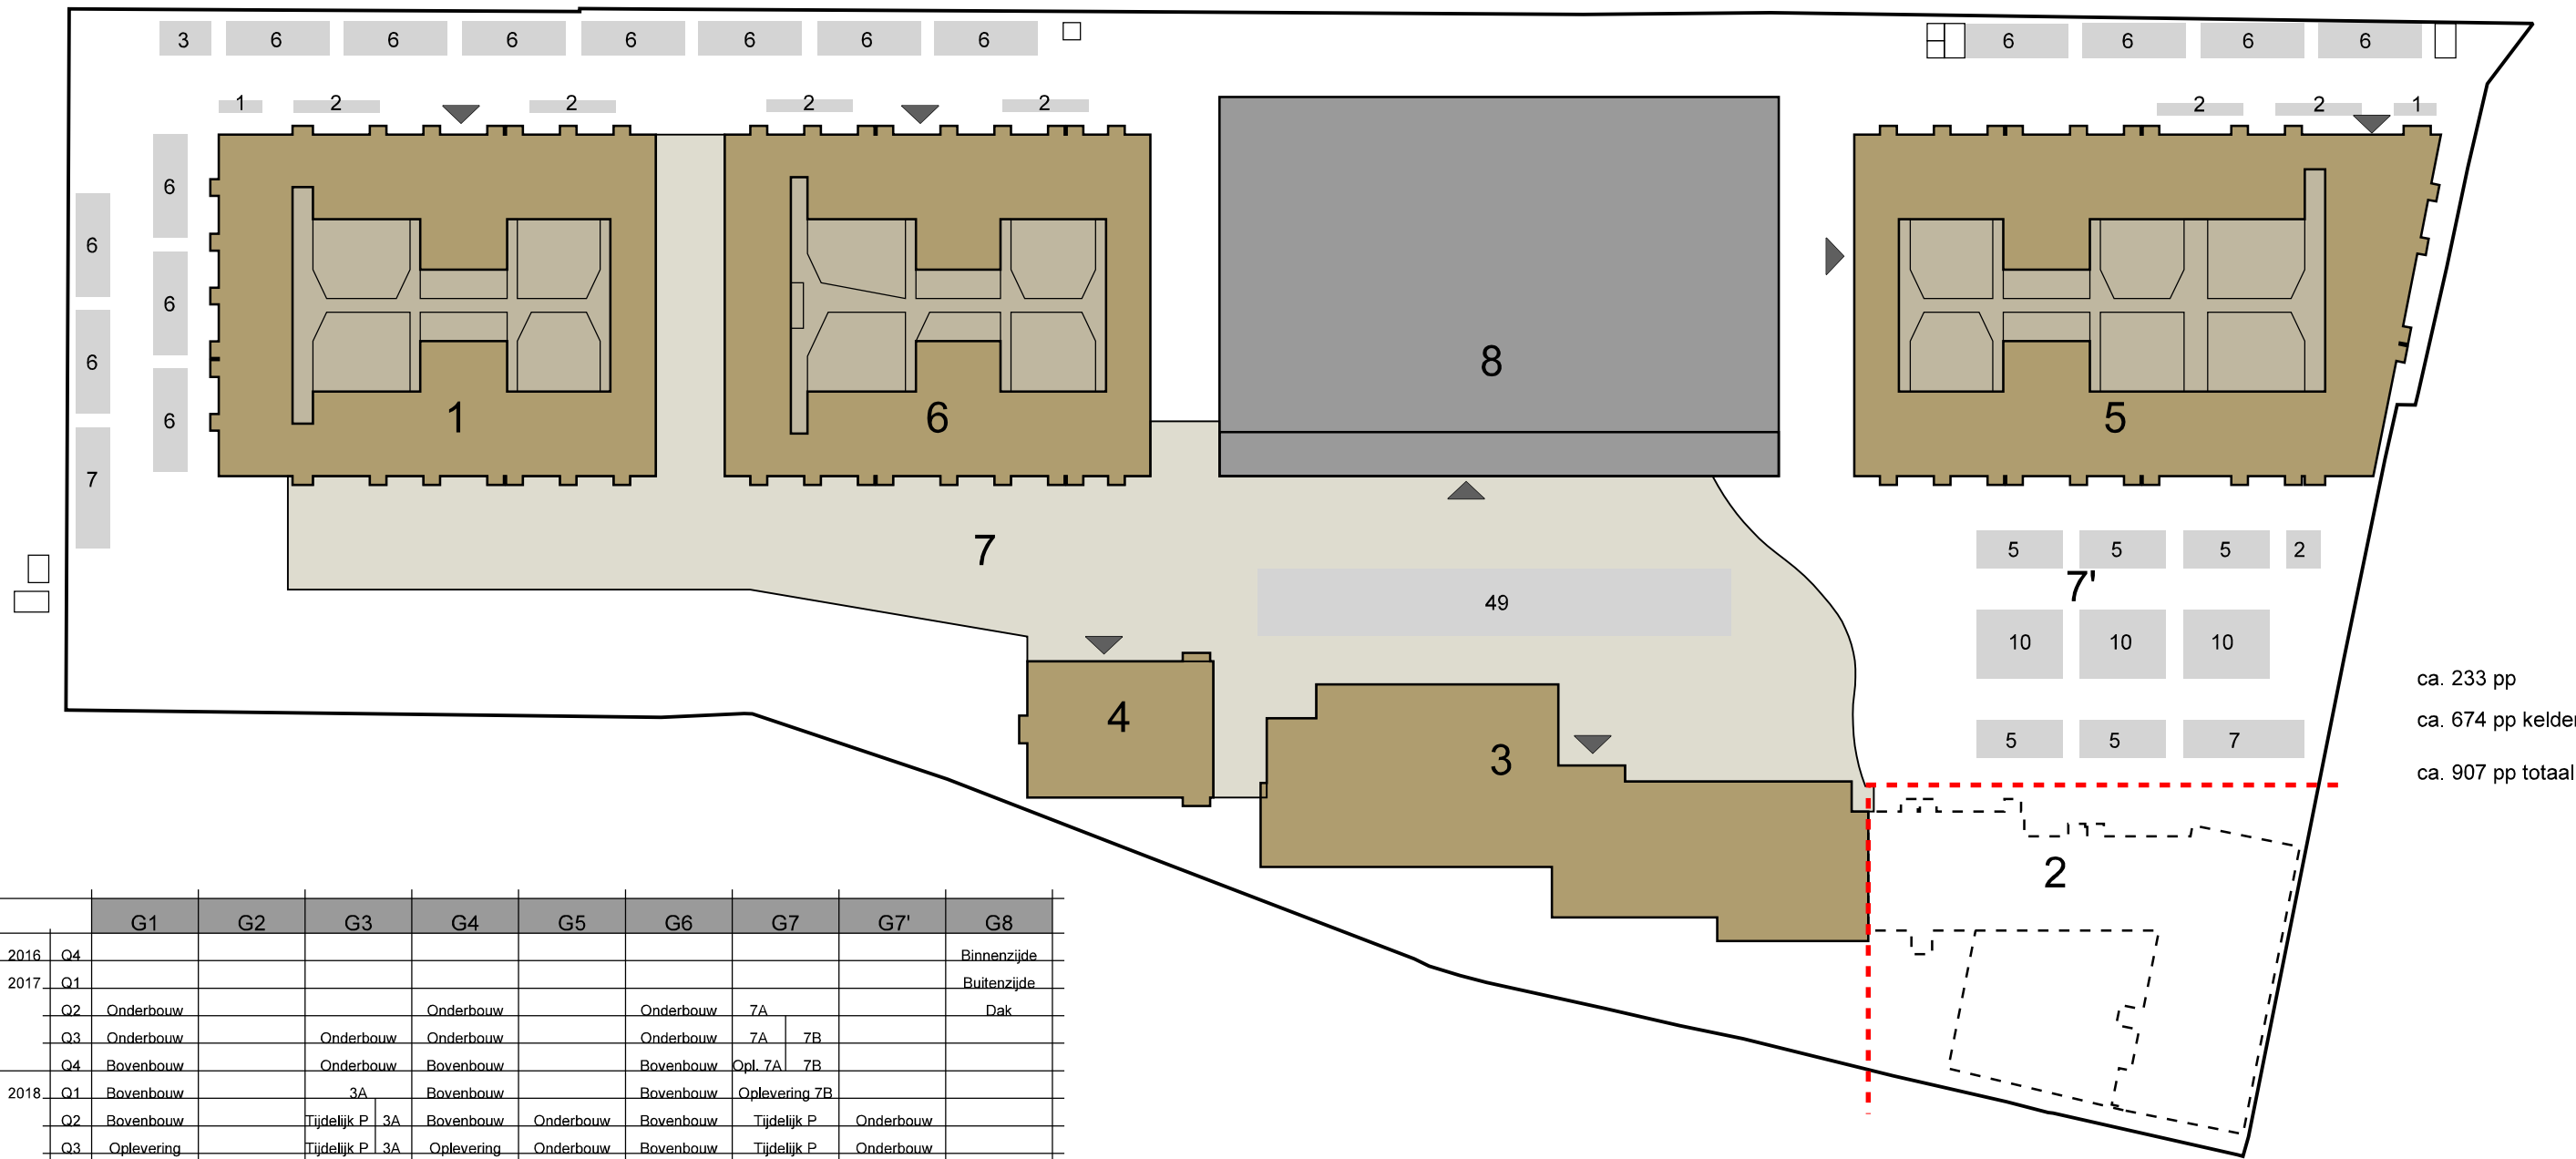 3 6 6 6 6 6 6 6 6 6 6 6
1 2 2 2 2 2 2 1
6
6
6
6
6
6
7
8
1 6 5
7
5 5 5 2
7'
49
10 10 10
ca. 233 pp
4
ca. 674 pp kelder
5 5 7
3
ca. 907 pp totaal
2
G1 G2 G3 G4 G5 G6 G7 G7' G8
2016 Q4 Binnenzijde
2017 Q1 Buitenzijde
Q2 Onderbouw Onderbouw Onderbouw 7A Dak
Q3 Onderbouw Onderbouw Onderbouw Onderbouw 7A 7B
Q4 Bovenbouw Onderbouw Bovenbouw Bovenbouw Opl. 7A 7B
2018 Q1 Bovenbouw 3A Bovenbouw Bovenbouw Oplevering 7B
Q2 Bovenbouw Tijdelijk P 3A Bovenbouw Onderbouw Bovenbouw Tijdelijk P Onderbouw
Q3 Oplevering Tijdelijk P 3A Oplevering Onderbouw Bovenbouw Tijdelijk P Onderbouw